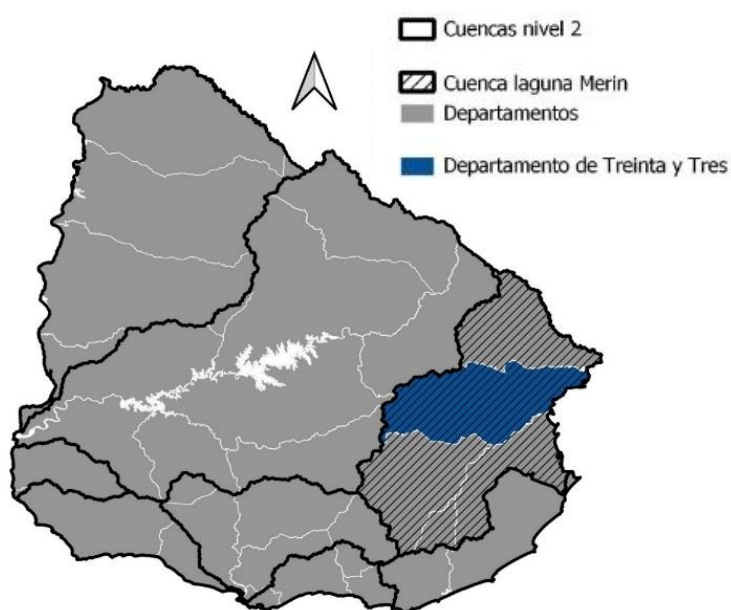 Cuencas nivel 2
Cuenca laguna Merin
Departamentos
Departamento de Treinta y Tres